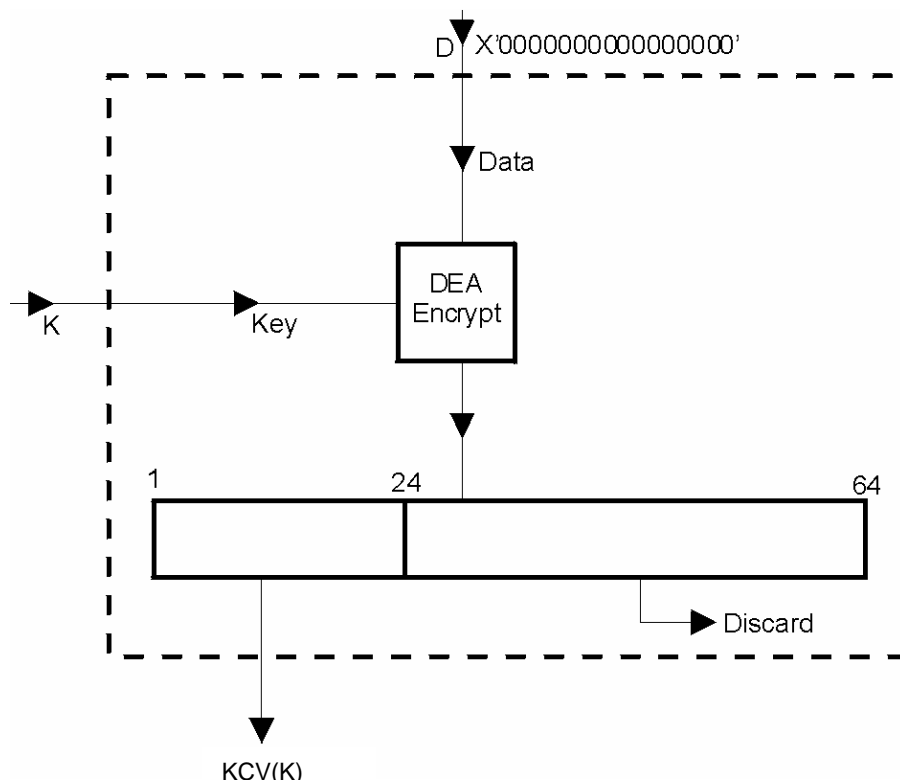 D X'0000000000000000'
Data
DEA
Encrypt
K
Key
1
24
64
Discard
KCV(K)